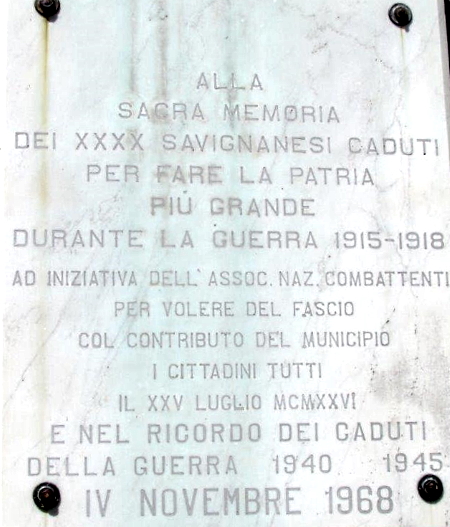 ALLA
SACRA MEMORIA
DEI XXXX SAVIGNANESI CADUTI
PER FARE LA PATRIA
PIÙ GRANDE
DURANTE LA GUERRA 1915-1918
AD INIZIATIVA DELL'ASSOC. NAZ. COMBATTENTI
PER VOLERE DEL FASCIO
COL CONTRIBUTO DEL MUNICIPIO
I CITTADINI TUTTI
IL XXV LUGLIO MCMXXVI
E NEL RICORDO DEI CADUTI
DELLA GUERRA 1940 1945
IV NOVEMBRE 1968